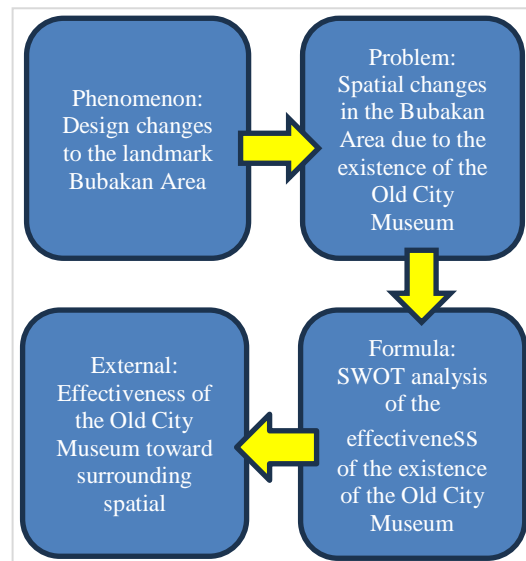 Phenomenon:
Design changes
to the landmark
Bubakan Area
Problem:
Spatial changes
in the Bubakan
Area due to the
existence of the
Old City
Museum
Formula:
SWOT analysis
of the
effectiveneSS
of the existence
of the Old City
Museum
External:
Effectiveness of
the Old City
Museum toward
surrounding
spatial